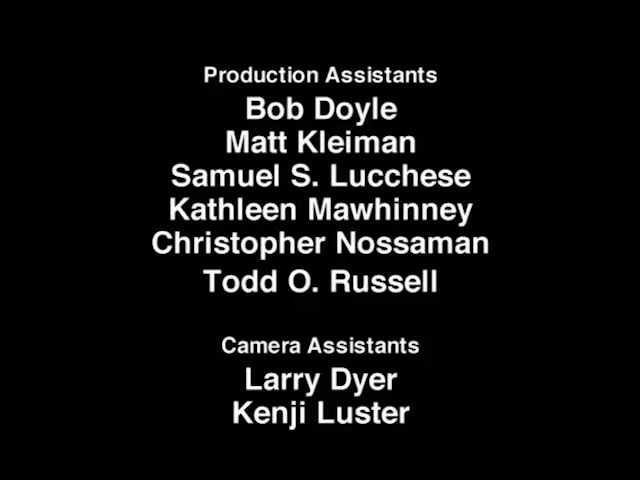 Production Assistants
Bob Doyle
Matt Kleiman
Samuel S. Lucchese
Kathleen Mawhinney
Christopher Nossaman
Todd O. Russell
Camera Assistants
Larry Dyer
Kenji Luster